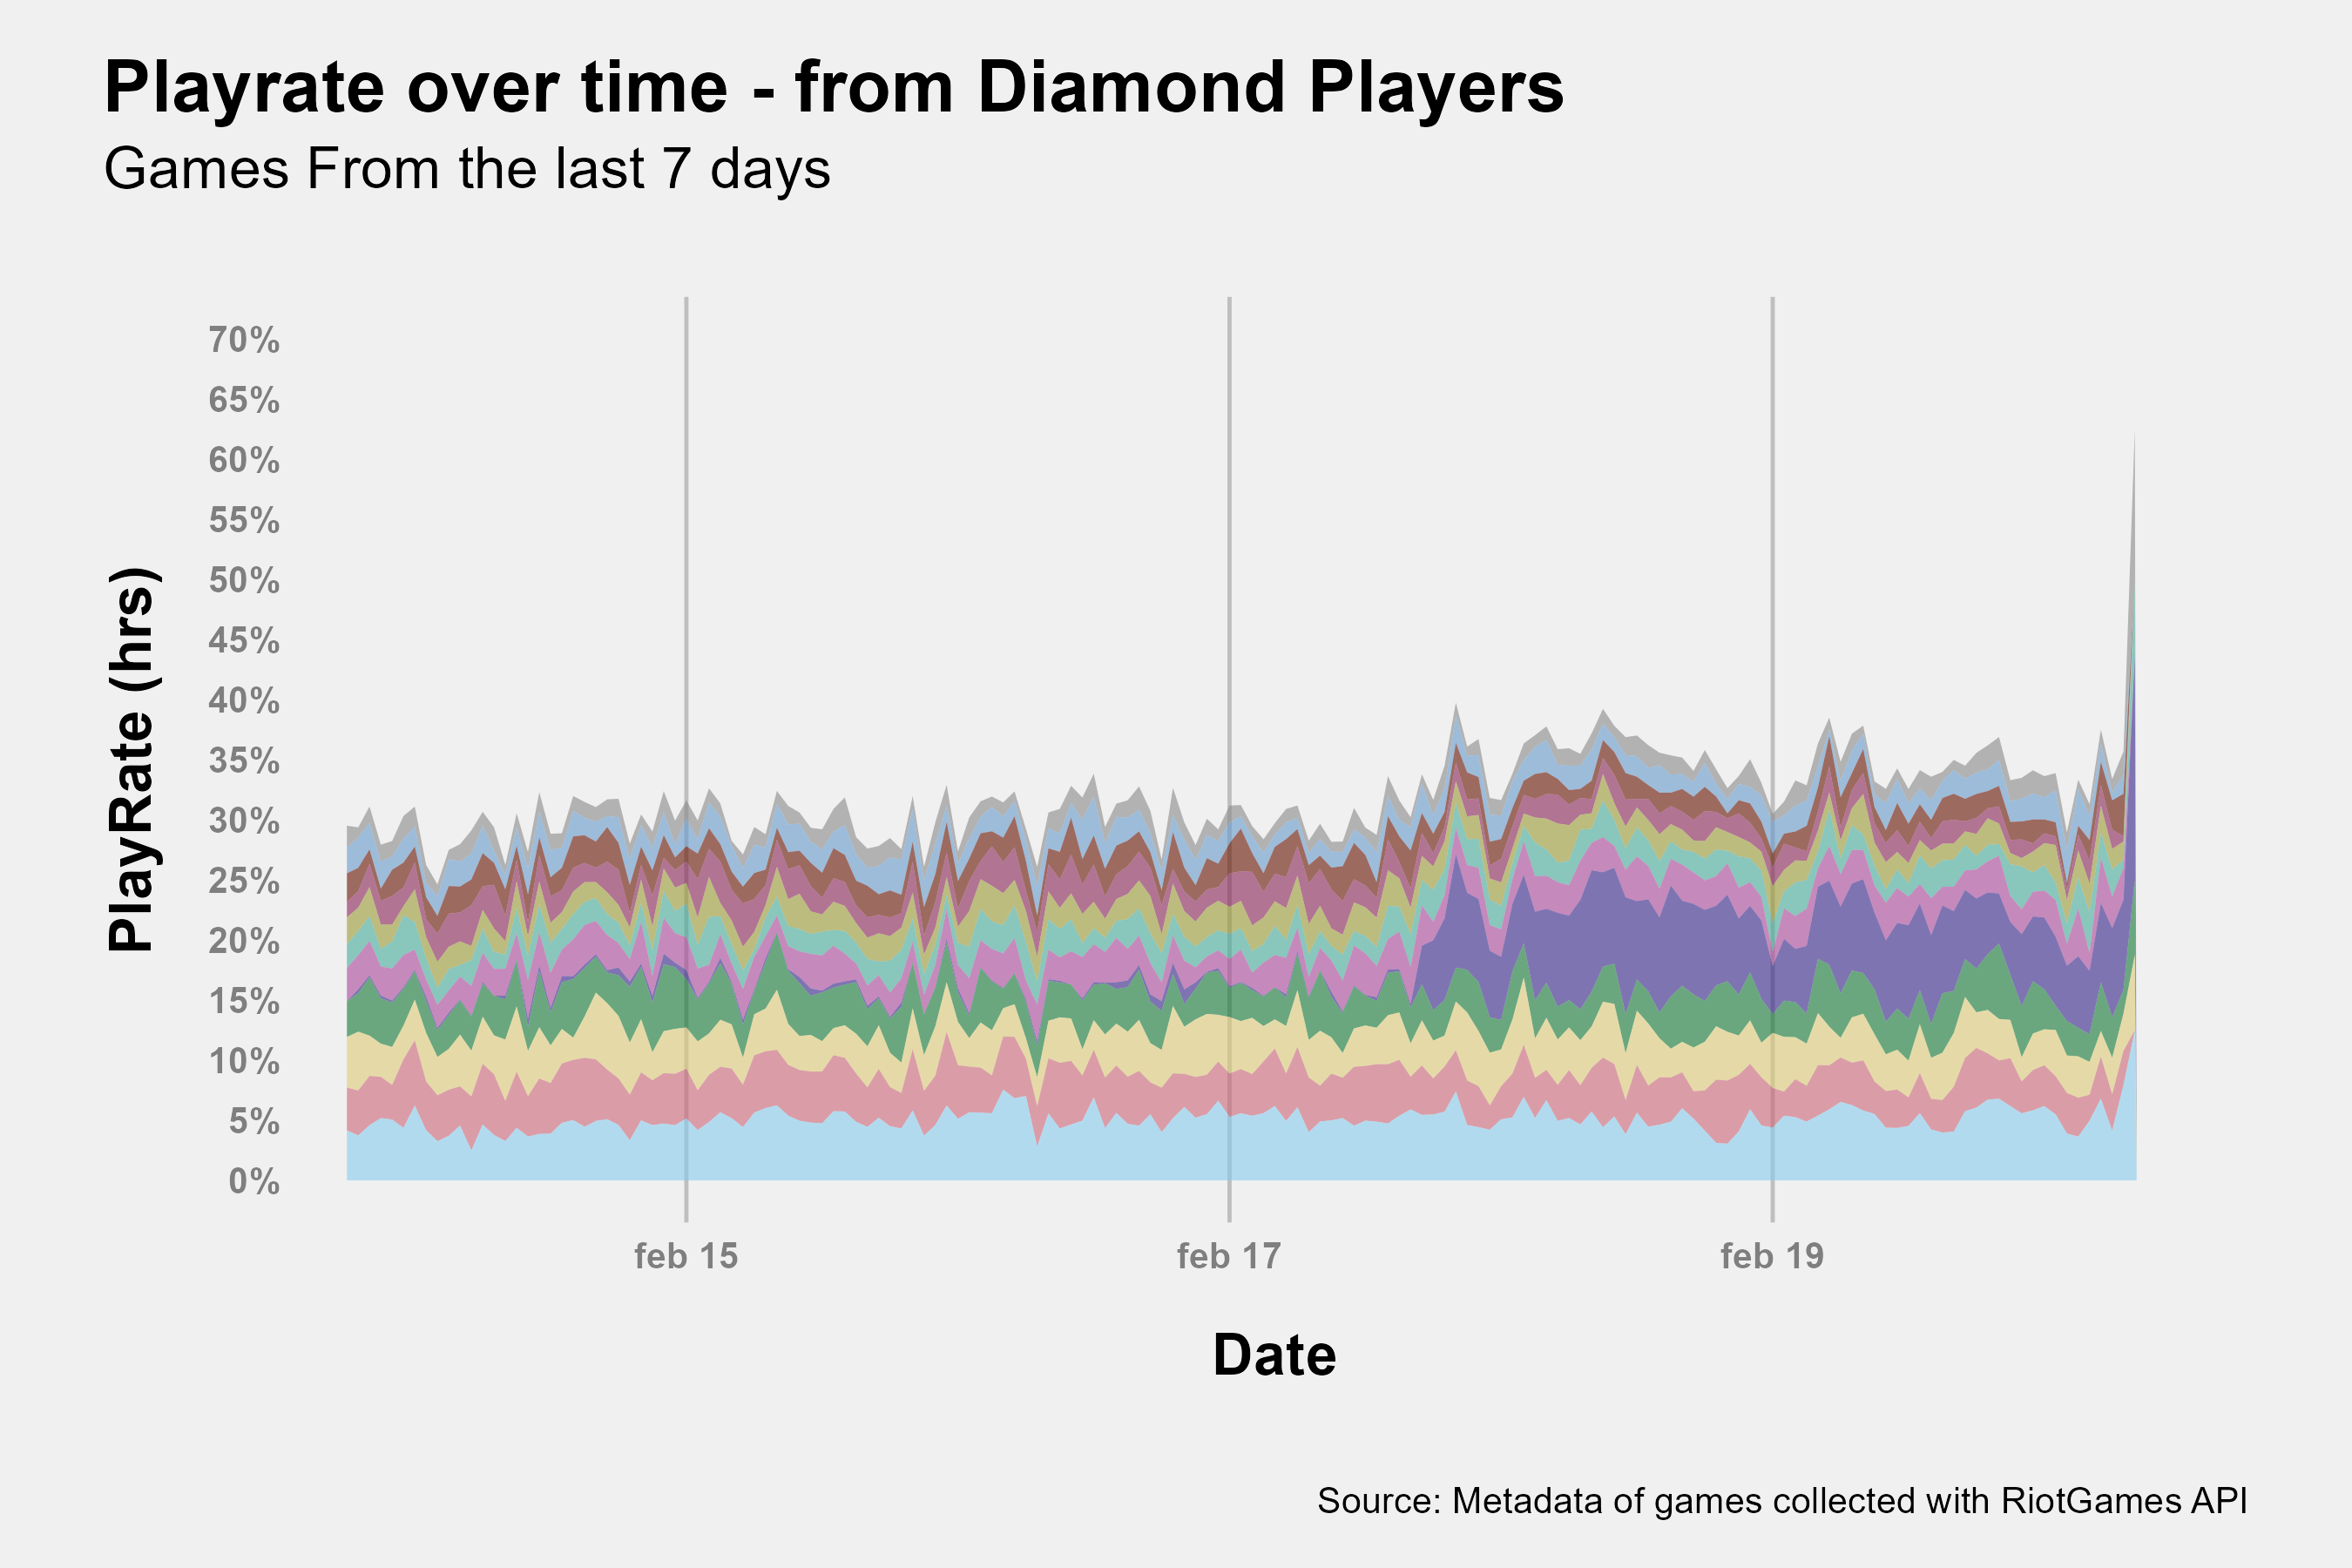 Playrate over time - from Diamond Players
Games From the last 7 days
70%
65%
60%
55%
50%
45%
40%
35%
30%
25%
20%
15%
10%
5%
0%
PlayRate (hrs)
feb 15
feb 17
feb 19
Date
Source: Metadata of games collected with RiotGames API